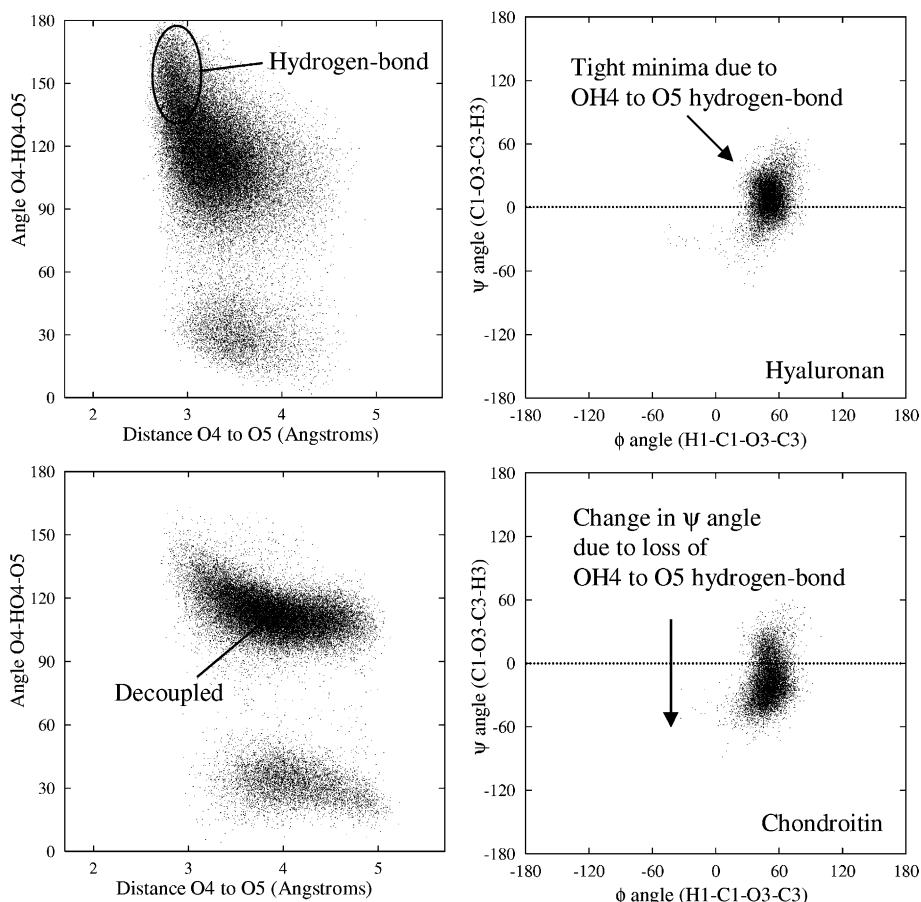 180
150
120
90
60
30
0
Angle O4-HO4-O5
Hydrogen-bond
2
3
4
5
Distance O4 to O5 (Angstroms)
180
120
60
0
-60
-120
-180
ψ angle (C1-O3-C3-H3)
Tight minima due to
OH4 to O5 hydrogen-bond
Hyaluronan
-180
-120
-60
0
60
120
180
ϕ angle (H1-C1-O3-C3)
180
150
120
90
60
30
0
Angle O4-HO4-O5
Decoupled
2
3
4
5
Distance O4 to O5 (Angstroms)
180
120
60
0
-60
-120
-180
ψ angle (C1-O3-C3-H3)
Change in ψ angle
due to loss of
OH4 to O5 hydrogen-bond
Chondroitin
-180
-120
-60
0
60
120
180
ϕ angle (H1-C1-O3-C3)